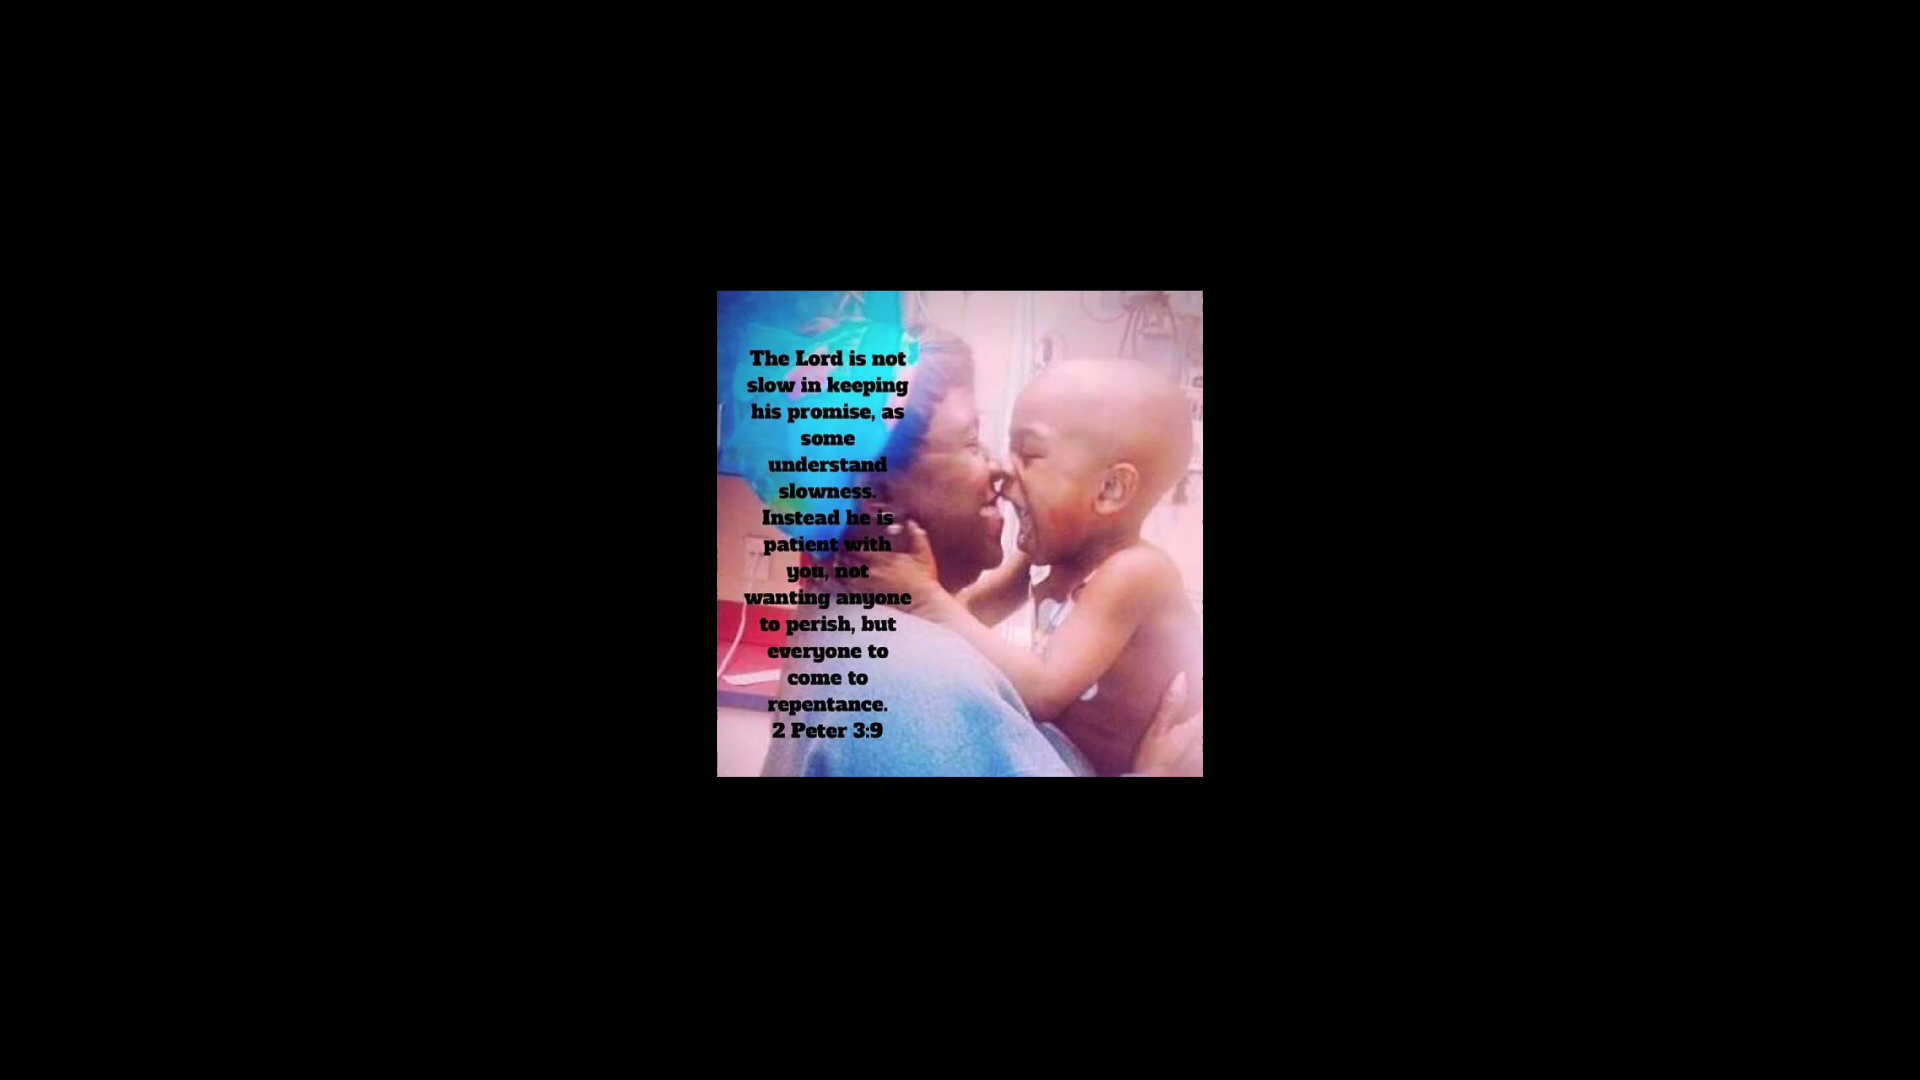 The Lord is not
slow in keeping
his promise, as
some
understand
slowness.
Instead he is
patient with
you, not
wanting anyone
to perish, but
everyone to
come to
repentance.
2 Peter 3:9